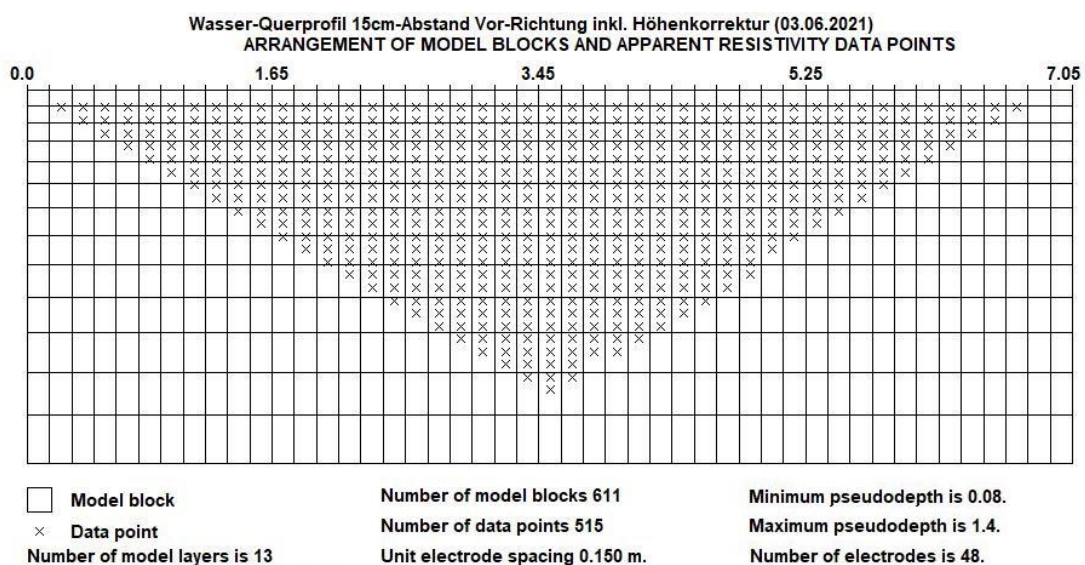 Wasser-Querprofil 15cm-Abstand Vor-Richtung inkl. Höhenkorrektur (03.06.2021)
ARRANGEMENT OF MODEL BLOCKS AND APPARENT RESISTIVITY DATA POINTS
0.0 1.65 3.45 5.25 7.05
Model block
Data point
Number of model layers is 13
Number of model blocks 611
Number of data points 515
Unit electrode spacing 0.150 m.
Minimum pseudodepth is 0.08.
Maximum pseudodepth is 1.4.
Number of electrodes is 48.